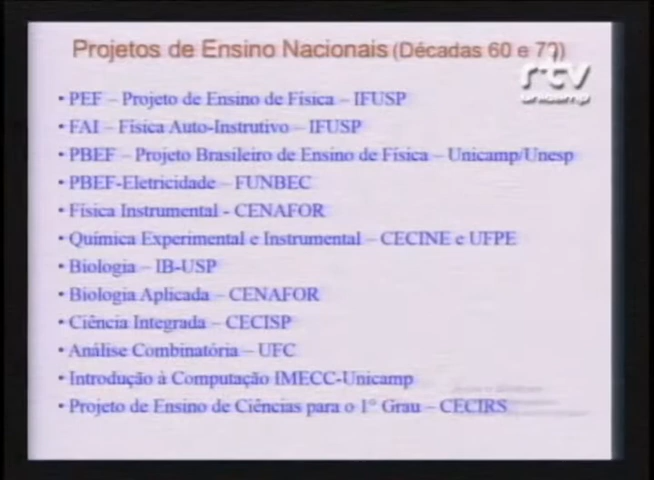 Projetos de Ensino Nacionais (Décadas 60 e 70)
rtv
unicamp
• PEF – Projeto de Ensino de Física – IFUSP
• FAI – Física Auto-Instrutivo – IFUSP
• PBEF – Projeto Brasileiro de Ensino de Física – Unicamp/Unesp
• PBEF-Eletricidade – FUNBEC
• Física Instrumental - CENAFOR
• Química Experimental e Instrumental – CECINE e UFPE
• Biologia – IB-USP
• Biologia Aplicada – CENAFOR
• Ciência Integrada – CECISP
• Análise Combinatória – UFC
• Introdução à Computação IMECC-Unicamp
• Projeto de Ensino de Ciências para o 1° Grau – CECIRS